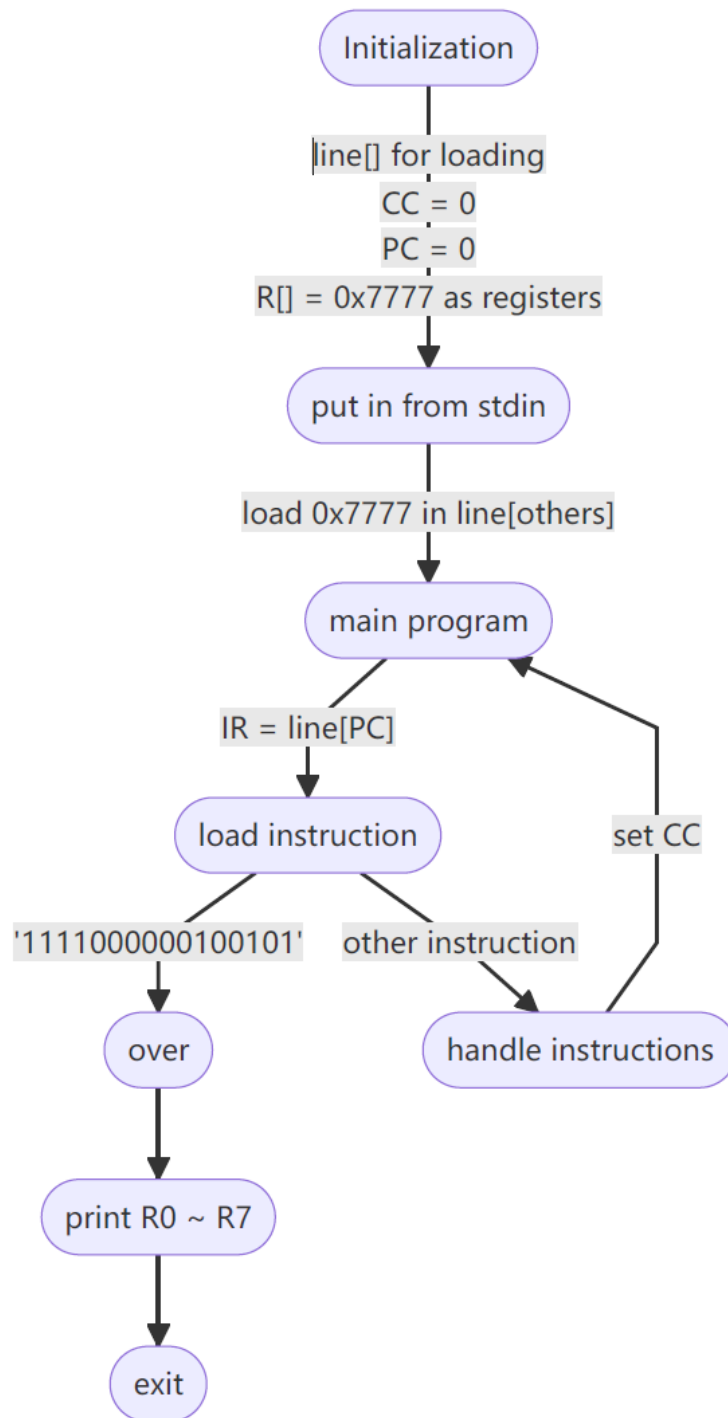 Initialization
line[] for loading
CC = 0
PC = 0
R[] = 0x7777 as registers
put in from stdin
load 0x7777 in line[others]
main program
IR = line[PC]
load instruction
set CC
'1111000000100101'
other instruction
over
handle instructions
print R0 ~ R7
exit